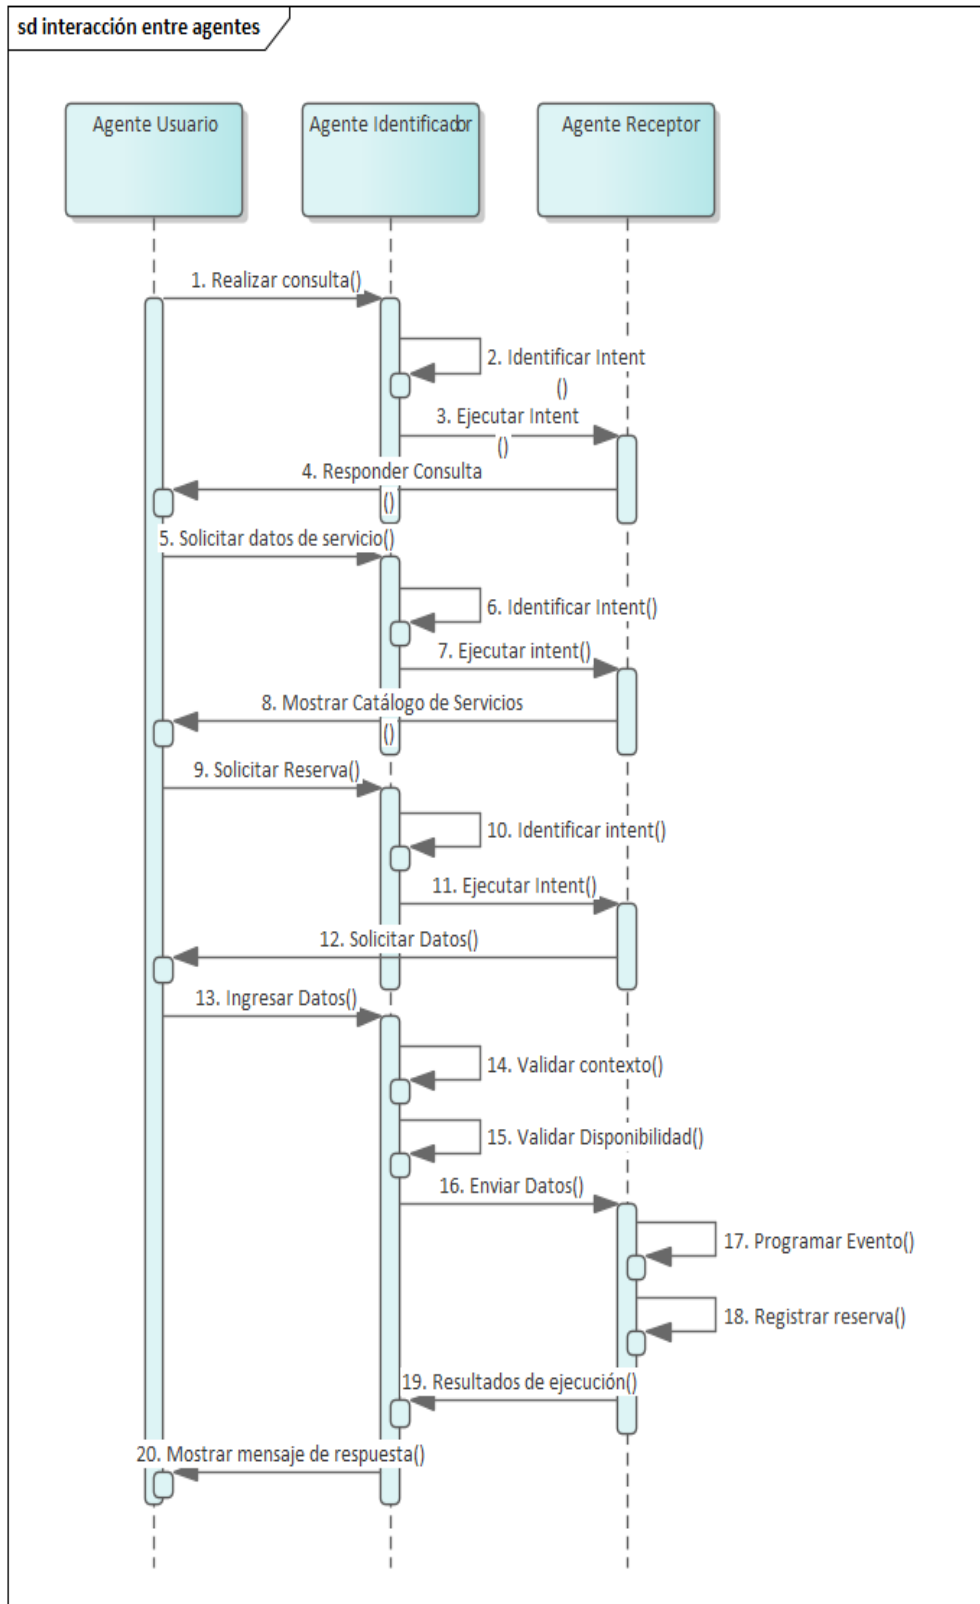 sd interacción entre agentes
Agente Usuario
Agente Identificador
Agente Receptor
1. Realizar consulta()
2. Identificar Intent
()
3. Ejecutar Intent
()
4. Responder Consulta
()
5. Solicitar datos de servicio()
6. Identificar Intent()
7. Ejecutar intent()
8. Mostrar Catálogo de Servicios
()
9. Solicitar Reserva()
10. Identificar intent()
11. Ejecutar Intent()
12. Solicitar Datos()
13. Ingresar Datos()
14. Validar contexto()
15. Validar Disponibilidad()
16. Enviar Datos()
17. Programar Evento()
18. Registrar reserva()
19. Resultados de ejecución()
20. Mostrar mensaje de respuesta()